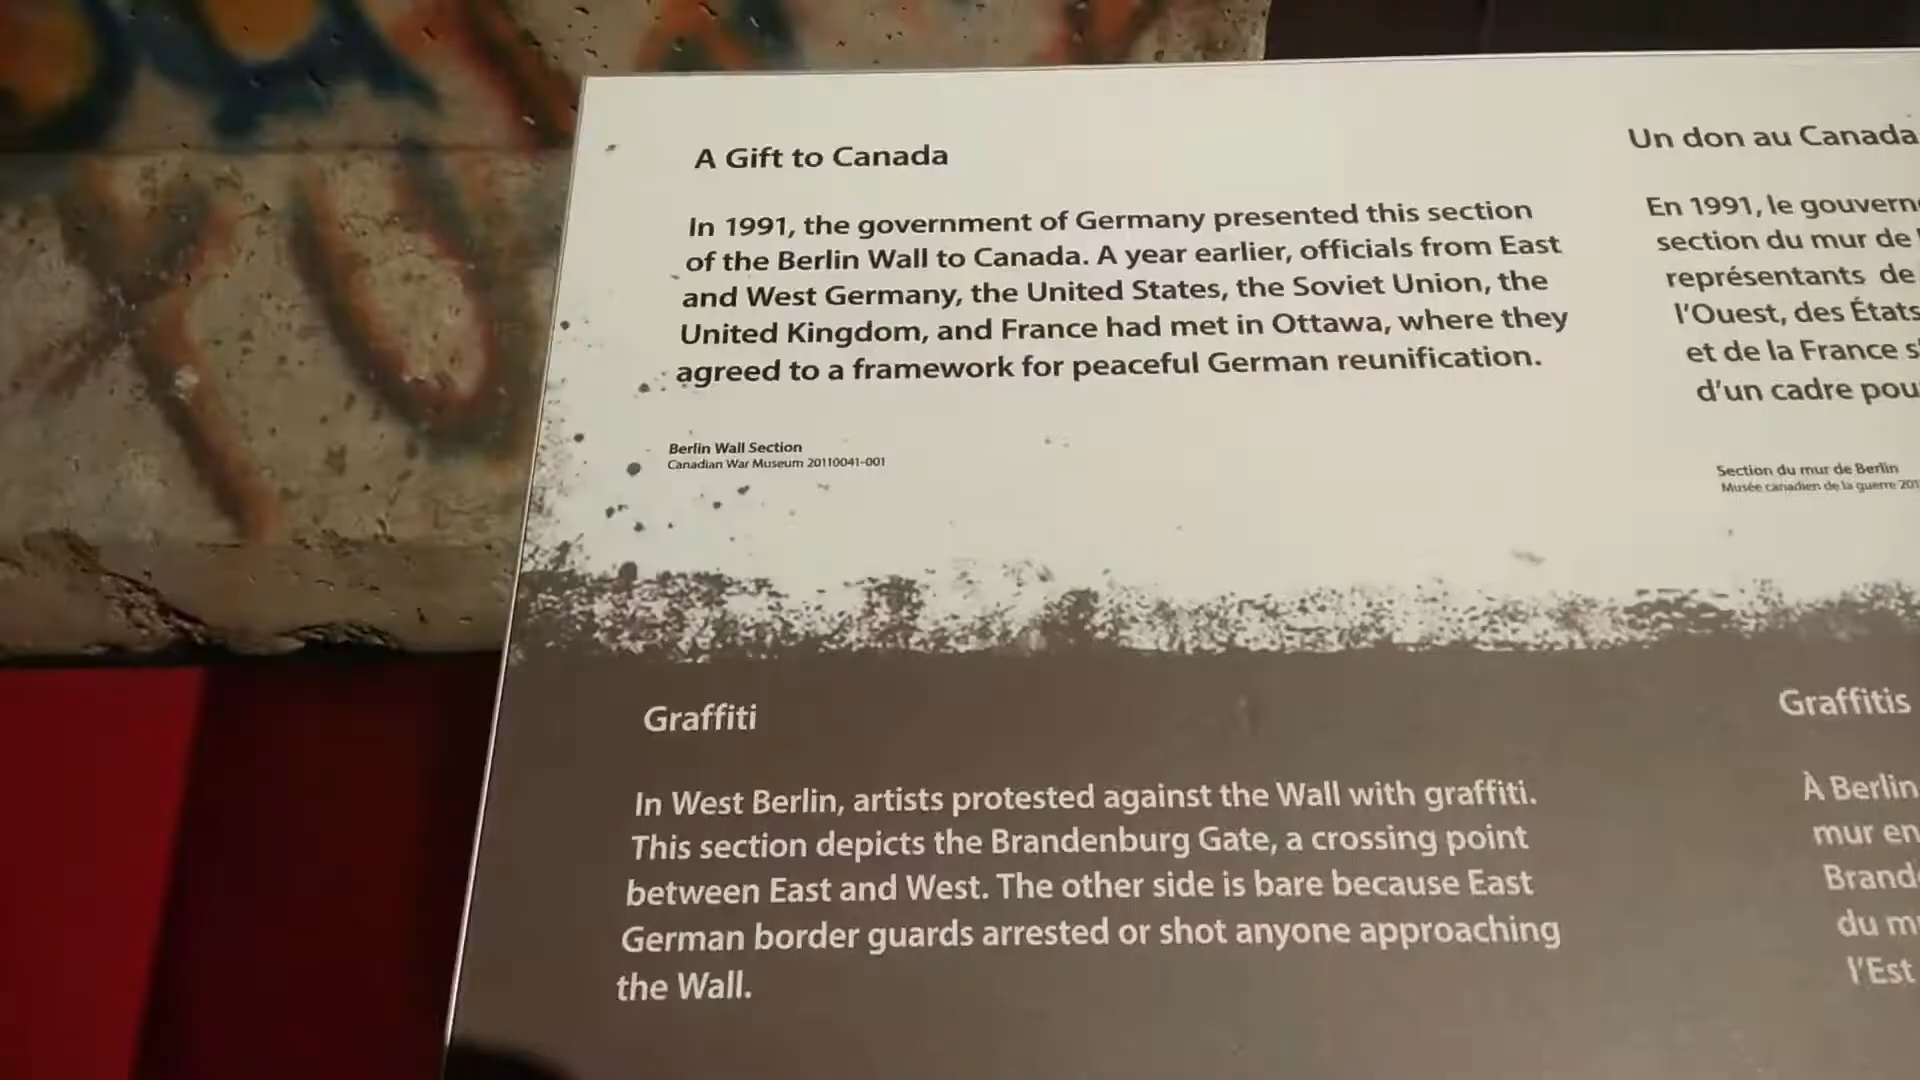 A Gift to Canada
In 1991, the government of Germany presented this section
of the Berlin Wall to Canada. A year earlier, officials from East
and West Germany, the United States, the Soviet Union, the
United Kingdom, and France had met in Ottawa, where they
agreed to a framework for peaceful German reunification.
Berlin Wall Section
Canadian War Museum 20110041-001
Graffiti
In West Berlin, artists protested against the Wall with graffiti.
This section depicts the Brandenburg Gate, a crossing point
between East and West. The other side is bare because East
German border guards arrested or shot anyone approaching
the Wall.
Un don au Canada
En 1991, le
section du mur de
représentants de
l'Ouest, des États
et de la France
d'un cadre
Section du mur de Berlin
Musée canadien de la guerre
Graffitis
À Berlin
mur en
du
l'Est